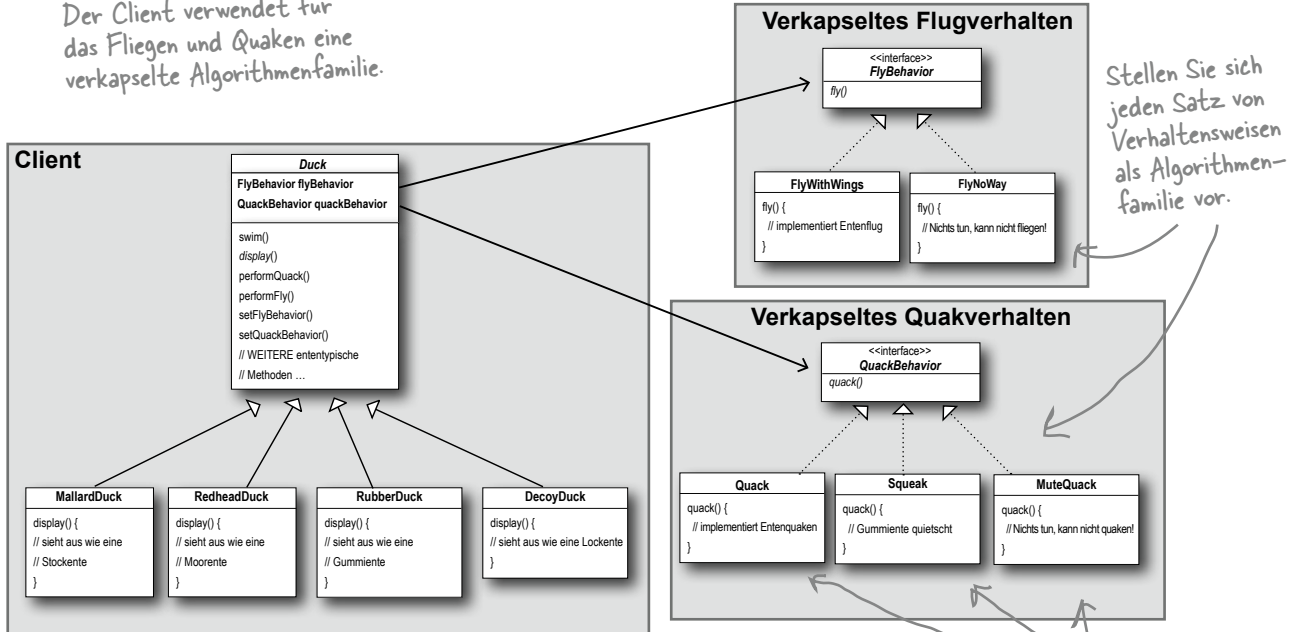 Der Client verwendet für
das Fliegen und Quaken eine
verkapselte Algorithmenfamilie.
Client
Duck
FlyBehavior flyBehavior
QuackBehavior quackBehavior
swim()
display()
performQuack()
performFly()
setFlyBehavior()
setQuackBehavior()
// WEITERE ententypische
// Methoden ...
MallardDuck
display() {
// sieht aus wie eine
// Stockente
}
RedheadDuck
display() {
// sieht aus wie eine
// Moorente
}
RubberDuck
display() {
// sieht aus wie eine
// Gummiente
}
DecoyDuck
display() {
// sieht aus wie eine Lockente
}
Verkapseltes Flugverhalten
<<interface>>
FlyBehavior
fly()
FlyWithWings
fly() {
// implementiert Entenflug
}
FlyNoWay
fly() {
// Nichts tun, kann nicht fliegen!
}
Stellen Sie sich
jeden Satz von
Verhaltensweisen
als Algorithmen-
familie vor.
Verkapseltes Quakverhalten
<<interface>>
QuackBehavior
quack()
Quack
quack() {
// implementiert Entenquaken
}
Squeak
quack() {
// Gummiente quietscht
}
MuteQuack
quack() {
// Nichts tun, kann nicht quaken!
}